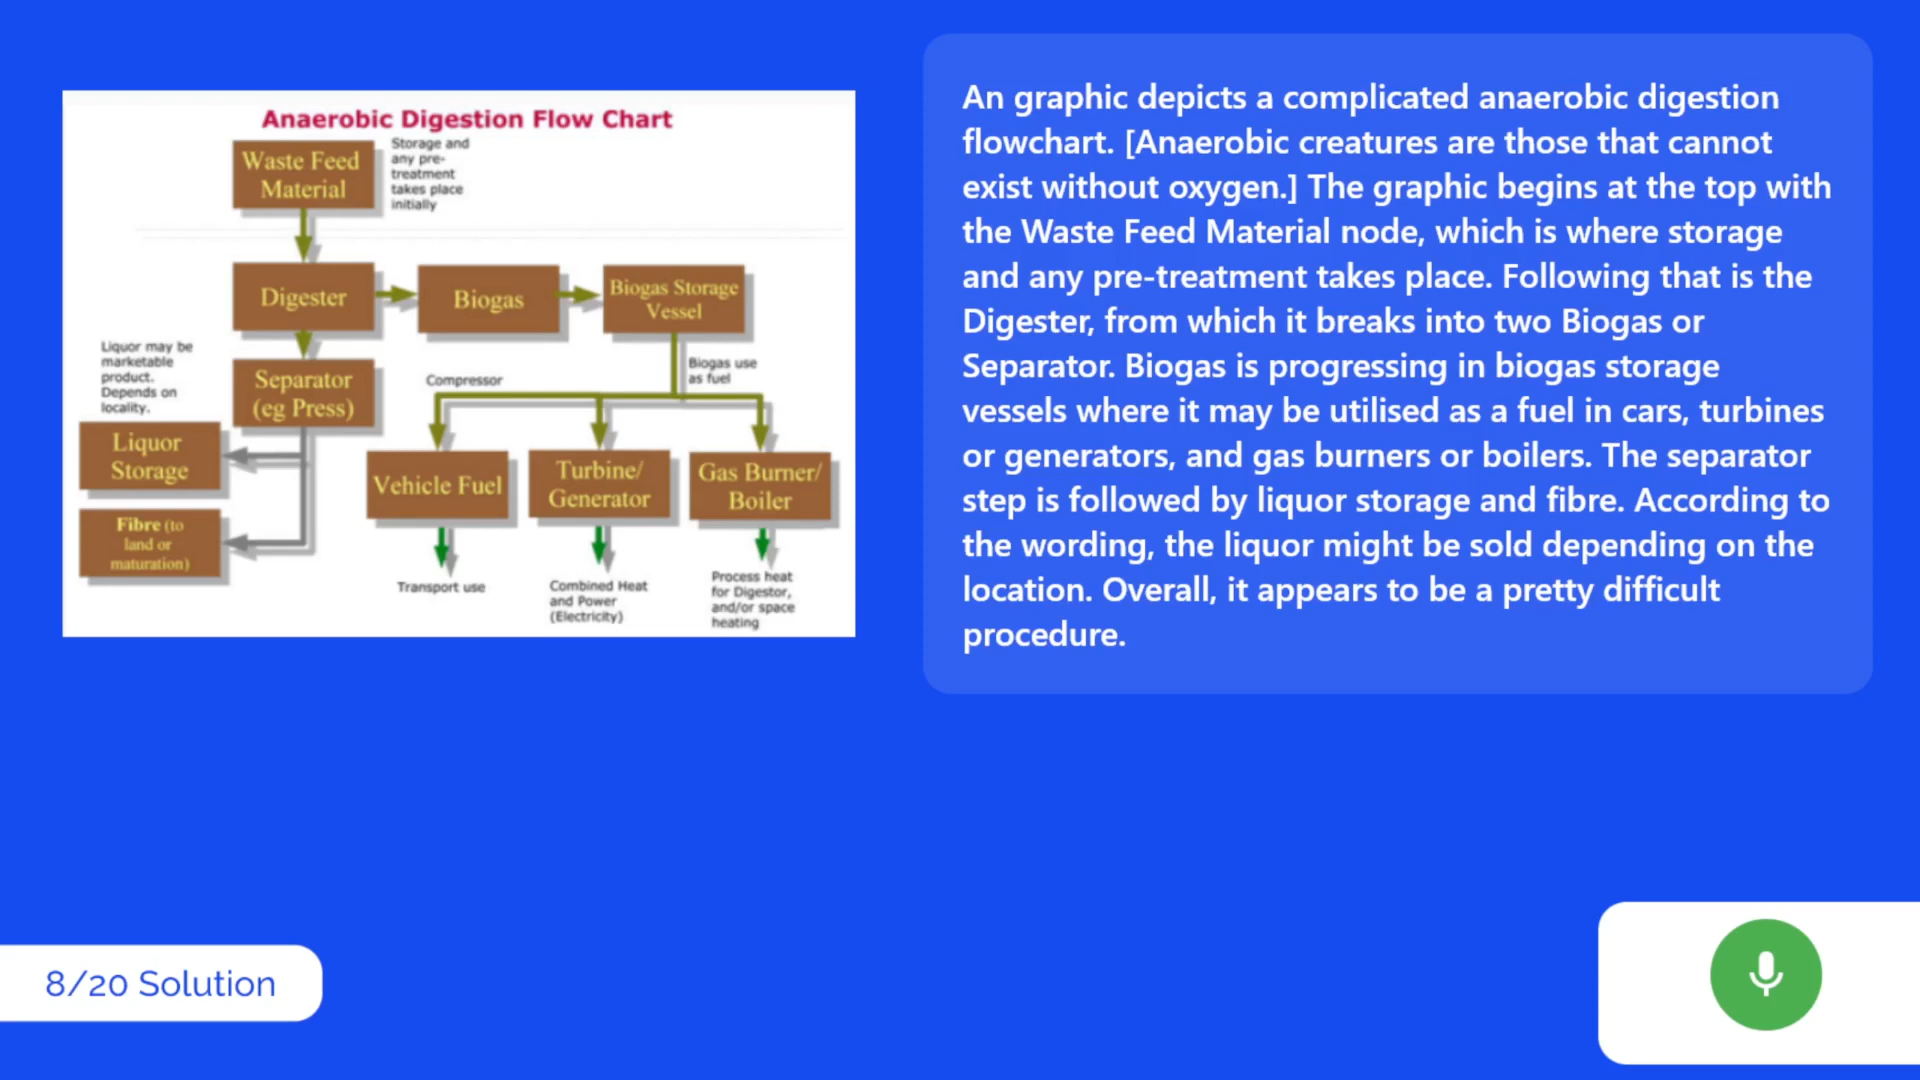 Anaerobic Digestion Flow Chart
Waste Feed
Material
Storage and
any pre-
treatment
takes place
initially
Digester
Biogas
Biogas Storage
Vessel
Liquor may be
marketable
product.
Depends on
locality.
Separator
(eg Press)
Compressor
Biogas use
as fuel
Liquor
Storage
Vehicle Fuel
Turbine/
Generator
Gas Burner/
Boiler
Fibre (to
land or
maturation)
Transport use
Combined Heat
and Power
(Electricity)
Process heat
for Digestor,
and/or space
heating
An graphic depicts a complicated anaerobic digestion
flowchart. [Anaerobic creatures are those that cannot
exist without oxygen.] The graphic begins at the top with
the Waste Feed Material node, which is where storage
and any pre-treatment takes place. Following that is the
Digester, from which it breaks into two Biogas or
Separator. Biogas is progressing in biogas storage
vessels where it may be utilised as a fuel in cars, turbines
or generators, and gas burners or boilers. The separator
step is followed by liquor storage and fibre. According to
the wording, the liquor might be sold depending on the
location. Overall, it appears to be a pretty difficult
procedure.
8/20 Solution